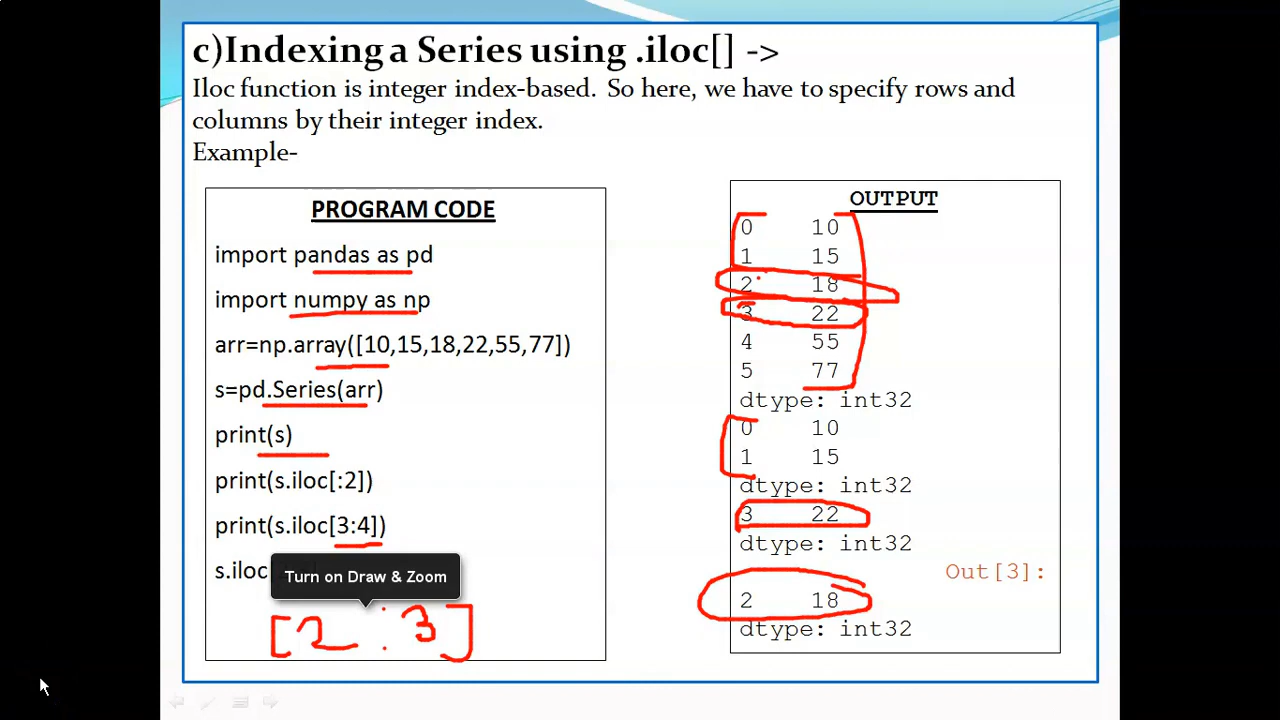 c)Indexing a Series using .iloc[] ->
Iloc function is integer index-based.  So here, we have to specify rows and
columns by their integer index.
Example-
PROGRAM CODE
import pandas as pd
import numpy as np
arr=np.array([10,15,18,22,55,77])
s=pd.Series(arr)
print(s)
print(s.iloc[:2])
print(s.iloc[3:4])
s.iloc
Turn on Draw & Zoom
[2 : 3]
OUTPUT
0 10
1 15
2 18
3 22
4 55
5 77
dtype: int32
0 10
1 15
dtype: int32
3 22
dtype: int32
Out[3]:
2 18
dtype: int32